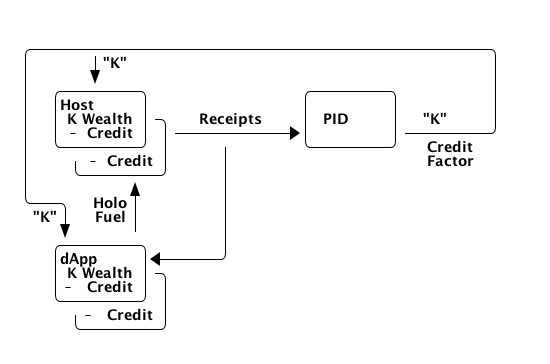 "K"
Host
K Wealth
- Credit
- Credit
Receipts
PID
"K"
Credit
Factor
Holo
Fuel
"K"
dApp
K Wealth
- Credit
- Credit